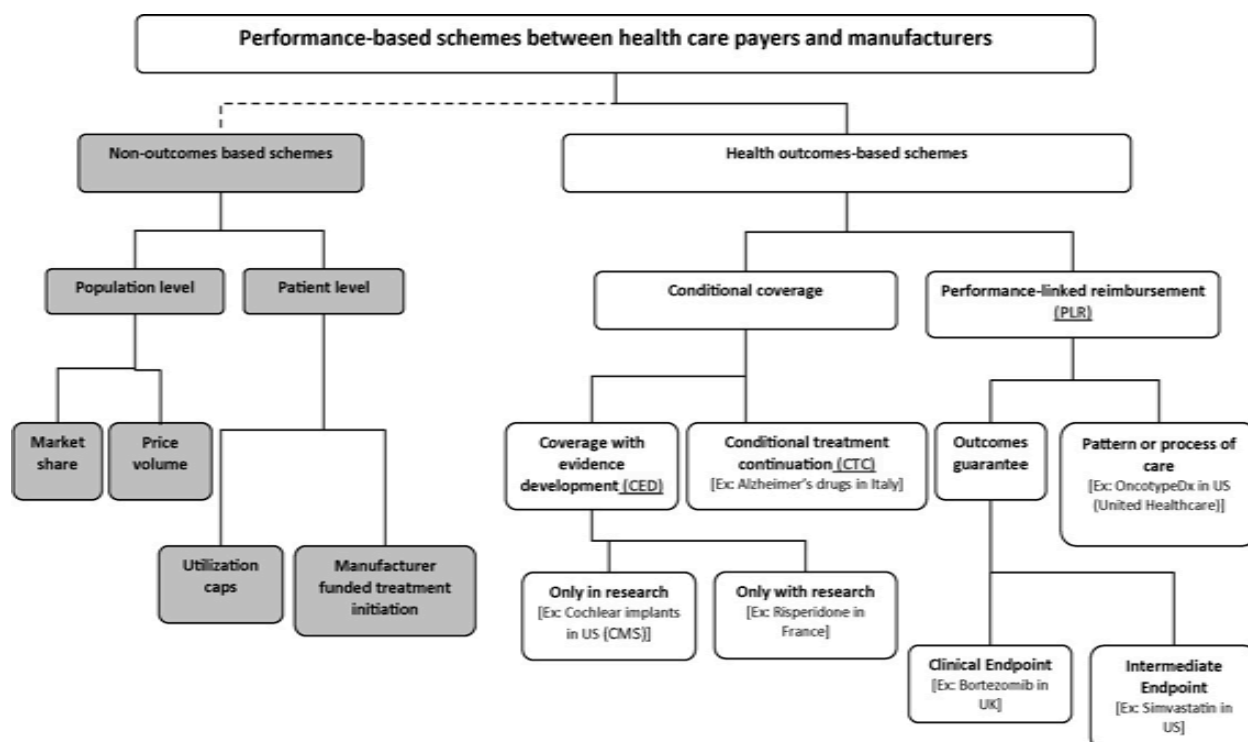 Performance-based schemes between health care payers and manufacturers
Non-outcomes based schemes
Health outcomes-based schemes
Population level
Patient level
Conditional coverage
Performance-linked reimbursement
(PLR)
Market
share
Price
volume
Coverage with
evidence
development (CED)
Conditional treatment
continuation (CTC)
[Ex: Alzheimer's drugs in Italy]
Outcomes
guarantee
Pattern or process of
care
[Ex: OncotypeDx in US
(United Healthcare)]
Utilization
caps
Manufacturer
funded treatment
initiation
Only in research
[Ex: Cochlear implants
in US (CMS)]
Only with research
[Ex: Risperidone in
France]
Clinical Endpoint
[Ex: Bortezomib in
UK]
Intermediate
Endpoint
[Ex: Simvastatin in
US]